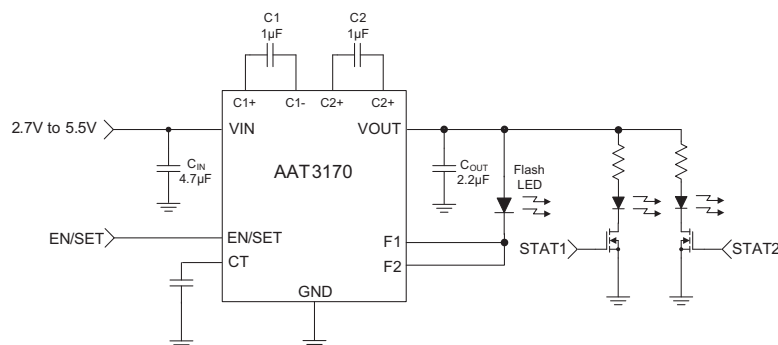 C1
1µF
C2
1µF
C1+
C1-
C2+
C2+
2.7V to 5.5V
VIN
VOUT
AAT3170
CIN
4.7µF
COUT
2.2µF
Flash
LED
EN/SET
EN/SET
F1
STAT1
STAT2
CT
F2
GND